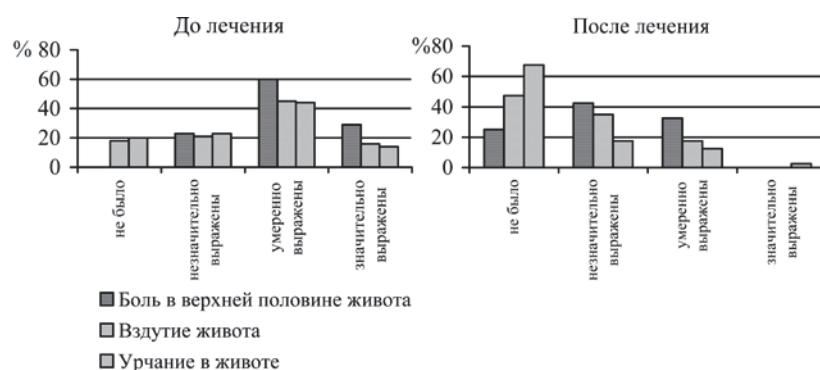 До лечения
% 80
60
40
20
0
не было
незначительно
выражены
умеренно
выражены
значительно
выражены
После лечения
%80
60
40
20
0
не было
незначительно
выражены
умеренно
выражены
значительно
выражены
Боль в верхней половине живота
Вздутие живота
Урчание в животе